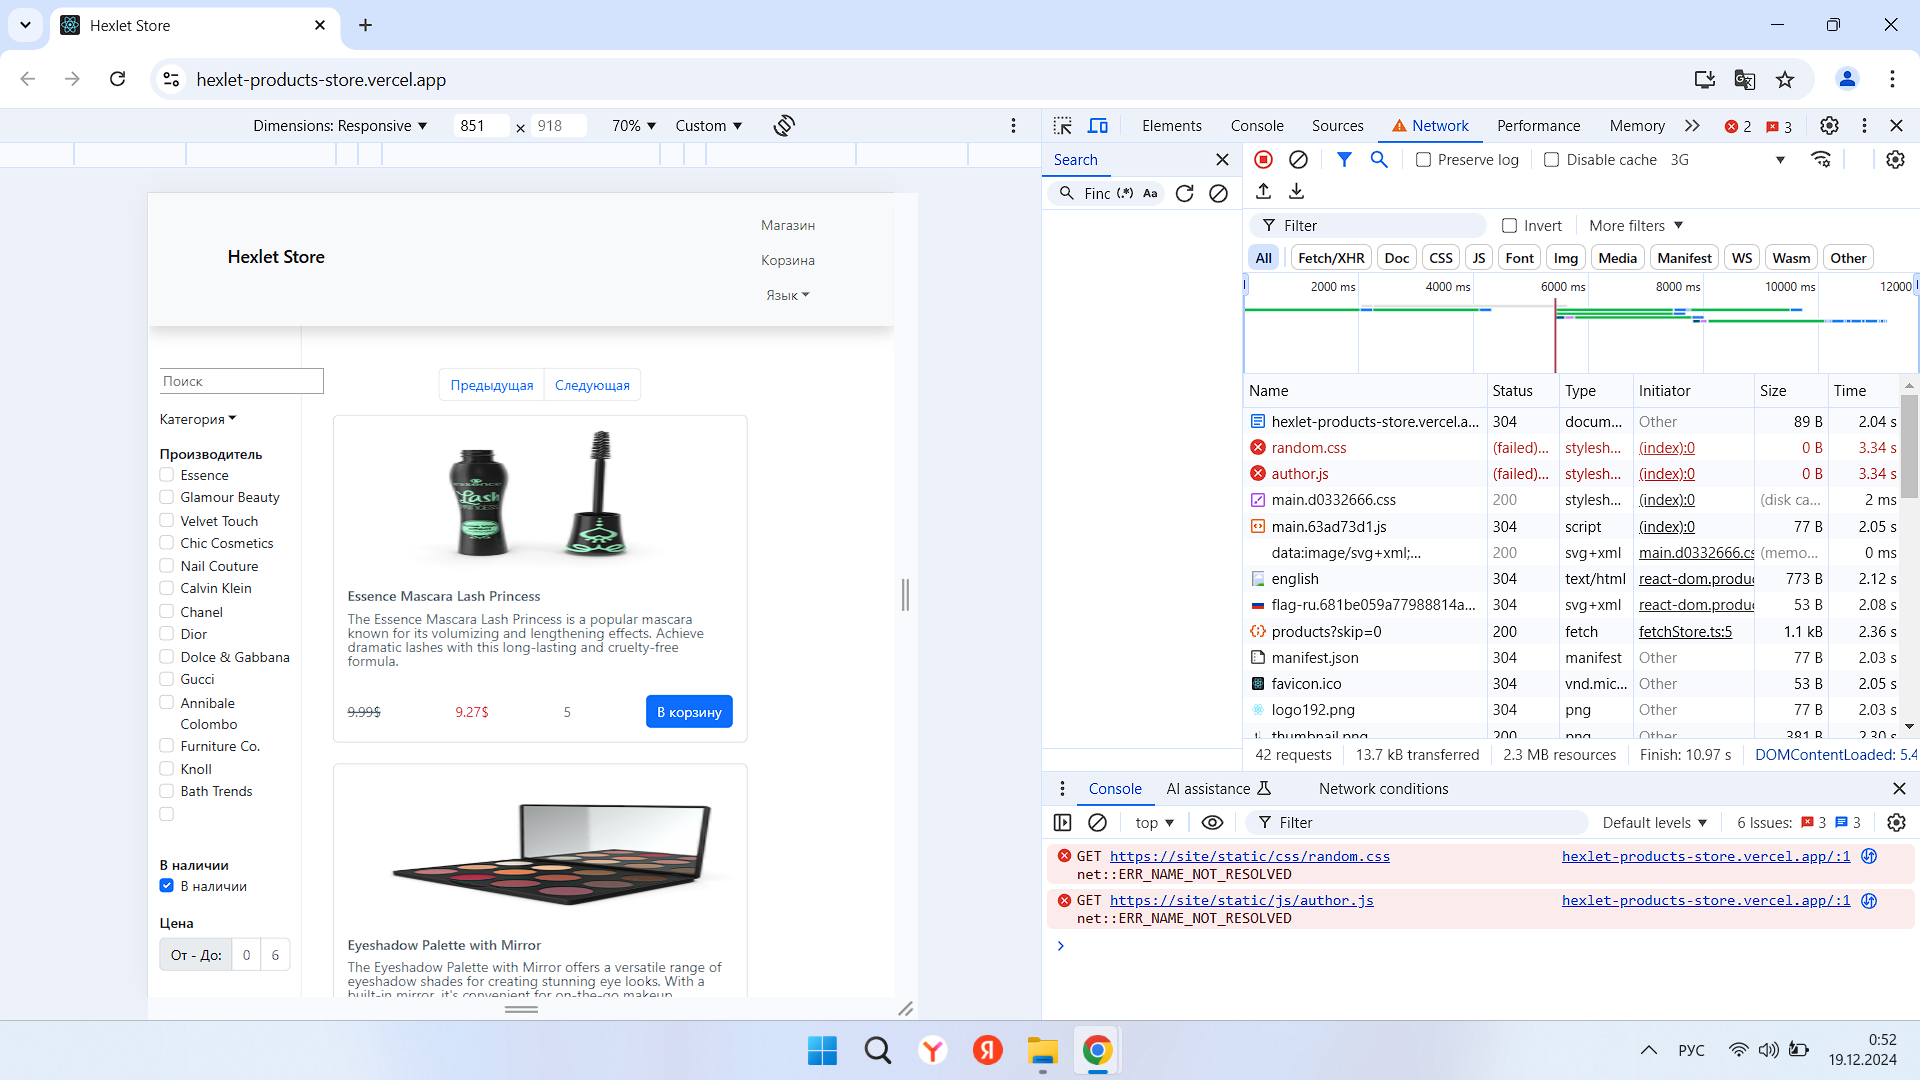 Hexlet Store
hexlet-products-store.vercel.app
Dimensions: Responsive
851 × 918
70%
Custom
Elements
Console
Sources
Network
Performance
Memory
2
3
Search
Preserve log
Disable cache
3G
Finc (.*) Aa
Filter
Invert
More filters
All
Fetch/XHR
Doc
CSS
JS
Font
Img
Media
Manifest
WS
Wasm
Other
2000 ms
4000 ms
6000 ms
8000 ms
10000 ms
12000
Name Status Type Initiator Size Time
hexlet-products-store.vercel.a... 304 docum... Other 89 B 2.04 s
random.css (failed)... stylesh... (index):0 0 B 3.34 s
author.js (failed)... stylesh... (index):0 0 B 3.34 s
main.d0332666.css 200 stylesh... (index):0 (disk ca... 2 ms
main.63ad73d1.js 304 script (index):0 77 B 2.05 s
data:image/svg+xml;... 200 svg+xml main.d0332666.cs (memo... 0 ms
english 304 text/html react-dom.produc 773 B 2.12 s
flag-ru.681be059a77988814a... 304 svg+xml react-dom.produc 53 B 2.08 s
products?skip=0 200 fetch fetchStore.ts:5 1.1 kB 2.36 s
manifest.json 304 manifest Other 77 B 2.03 s
favicon.ico 304 vnd.mic... Other 53 B 2.05 s
logo192.png 304 png Other 77 B 2.03 s
thumbnail.png 200 png Other 381 B 2.30 s
42 requests
13.7 kB transferred
2.3 MB resources
Finish: 10.97 s
DOMContentLoaded: 5.4
Console
AI assistance
Network conditions
top
Filter
Default levels
6 Issues: 3 3
GET https://site/static/css/random.css hexlet-products-store.vercel.app/:1
net::ERR_NAME_NOT_RESOLVED
GET https://site/static/js/author.js hexlet-products-store.vercel.app/:1
net::ERR_NAME_NOT_RESOLVED
Hexlet Store
Магазин
Корзина
Язык
Поиск
Категория
Производитель
Essence
Glamour Beauty
Velvet Touch
Chic Cosmetics
Nail Couture
Calvin Klein
Chanel
Dior
Dolce & Gabbana
Gucci
Annibale
Colombo
Furniture Co.
Knoll
Bath Trends
В наличии
В наличии
Цена
От - До: 0 6
Предыдущая
Следующая
essence
Lash
PRINCESS
Essence Mascara Lash Princess
The Essence Mascara Lash Princess is a popular mascara
known for its volumizing and lengthening effects. Achieve
dramatic lashes with this long-lasting and cruelty-free
formula.
9.99$ 9.27$ 5 В корзину
Eyeshadow Palette with Mirror
The Eyeshadow Palette with Mirror offers a versatile range of
eyeshadow shades for creating stunning eye looks. With a
built-in mirror, it's convenient for on-the-go makeup
РУС
0:52
19.12.2024